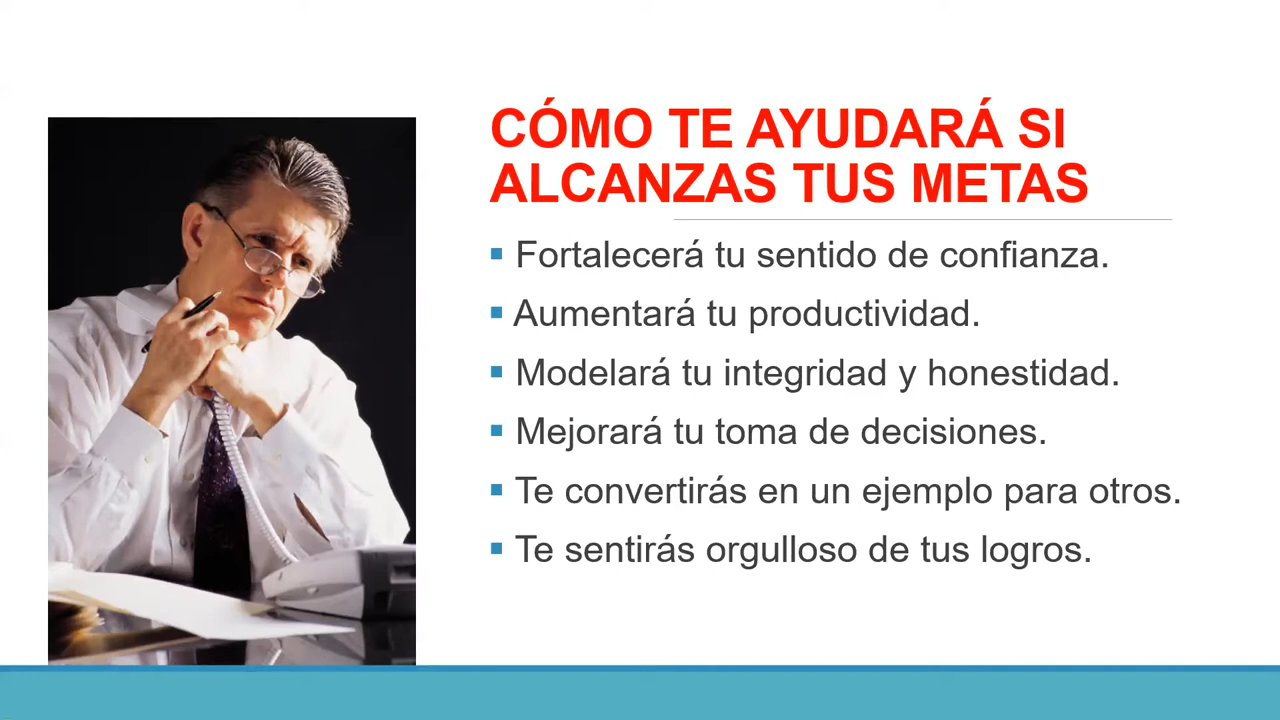 CÓMO TE AYUDARÁ SI
ALCANZAS TUS METAS
Fortalecerá tu sentido de confianza.
Aumentará tu productividad.
Modelará tu integridad y honestidad.
Mejorará tu toma de decisiones.
Te convertirás en un ejemplo para otros.
Te sentirás orgulloso de tus logros.